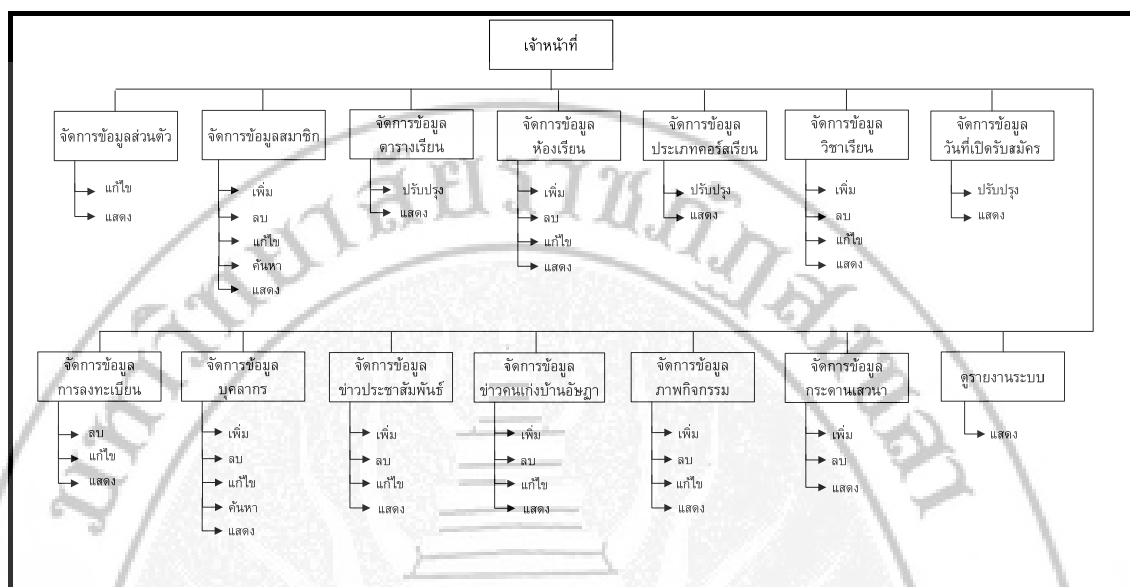 เจ้าหน้าที่
จัดการข้อมูลส่วนตัว
แก้ไข
แสดง
จัดการข้อมูลสมาชิก
เพิ่ม
ลบ
แก้ไข
ค้นหา
แสดง
จัดการข้อมูล
ตารางเรียน
ปรับปรุง
แสดง
จัดการข้อมูล
ห้องเรียน
เพิ่ม
ลบ
แก้ไข
แสดง
จัดการข้อมูล
ประเภทคอร์สเรียน
ปรับปรุง
แสดง
จัดการข้อมูล
วิชาเรียน
เพิ่ม
ลบ
แก้ไข
แสดง
จัดการข้อมูล
วันที่เปิดรับสมัคร
ปรับปรุง
แสดง
จัดการข้อมูล
การลงทะเบียน
ลบ
แก้ไข
แสดง
จัดการข้อมูล
บุคลากร
เพิ่ม
ลบ
แก้ไข
ค้นหา
แสดง
จัดการข้อมูล
ข่าวประชาสัมพันธ์
เพิ่ม
ลบ
แก้ไข
แสดง
จัดการข้อมูล
ข่าวคนเก่งบ้านอัษฎา
เพิ่ม
ลบ
แก้ไข
แสดง
จัดการข้อมูล
ภาพกิจกรรม
เพิ่ม
ลบ
แก้ไข
แสดง
จัดการข้อมูล
กระดานเสวนา
เพิ่ม
ลบ
แสดง
ดูรายงานระบบ
แสดง
มหาวิทยาลัยราชภัฏสงขลา